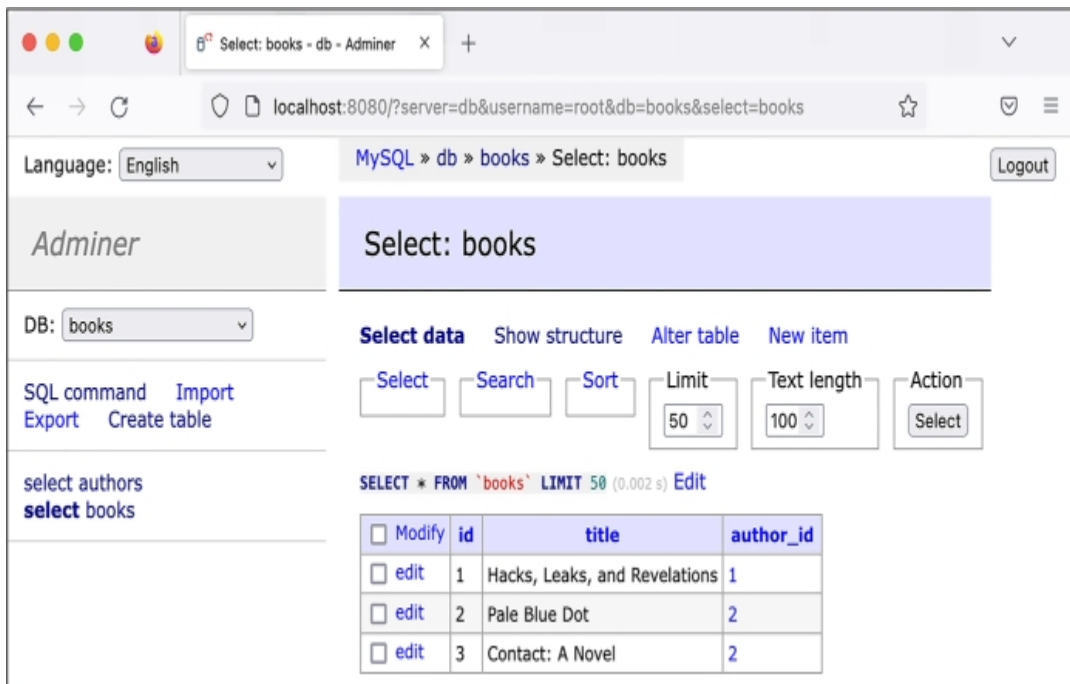 Select: books - db - Adminer
localhost:8080/?server=db&username=root&db=books&select=books
Language: English
MySQL » db » books » Select: books
Logout
Adminer
Select: books
DB: books
Select data Show structure Alter table New item
Select Search Sort Limit Text length Action
50 100 Select
SQL command Import
Export Create table
select authors
select books
SELECT * FROM `books` LIMIT 50 (0.002 s) Edit
Modify id title author_id
edit 1 Hacks, Leaks, and Revelations 1
edit 2 Pale Blue Dot 2
edit 3 Contact: A Novel 2